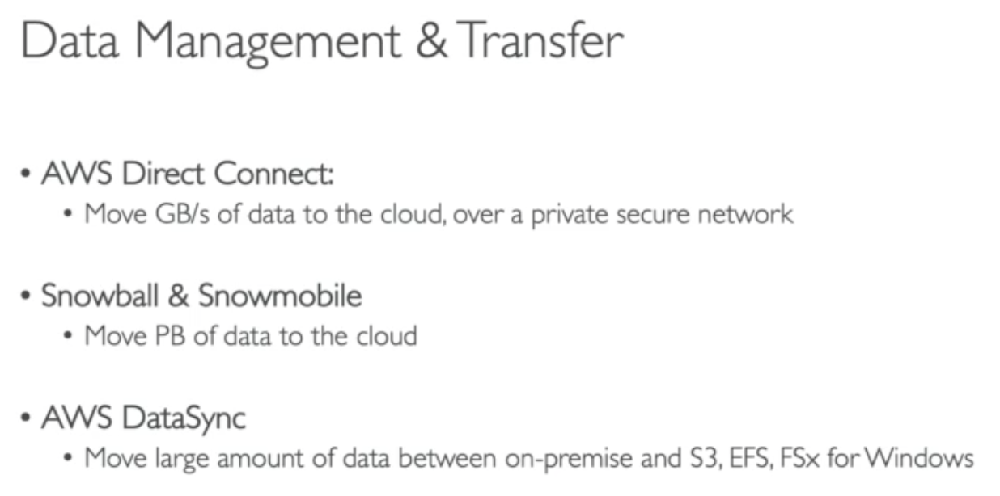 Data Management & Transfer
• AWS Direct Connect:
• Move GB/s of data to the cloud, over a private secure network
• Snowball & Snowmobile
• Move PB of data to the cloud
• AWS DataSync
• Move large amount of data between on-premise and S3, EFS, FSx for Windows